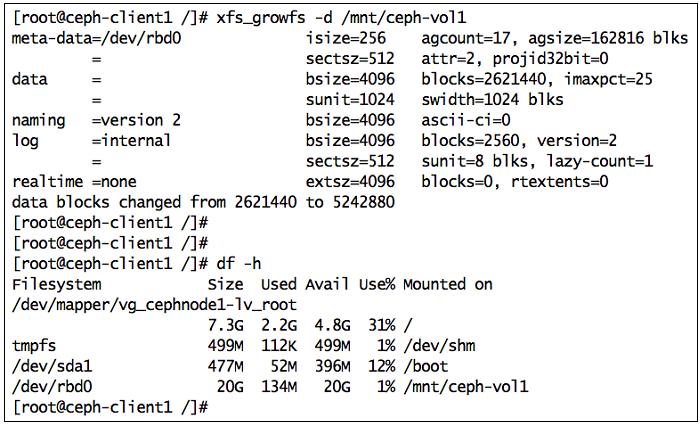 [root@ceph-client1 /]# xfs_growfs -d /mnt/ceph-vol1
meta-data=/dev/rbd0              isize=256    agcount=17, agsize=162816 blks
         =                       sectsz=512   attr=2, projid32bit=0
data     =                       bsize=4096   blocks=2621440, imaxpct=25
         =                       sunit=1024   swidth=1024 blks
naming   =version 2              bsize=4096   ascii-ci=0
log      =internal               bsize=4096   blocks=2560, version=2
         =                       sectsz=512   sunit=8 blks, lazy-count=1
realtime =none                   extsz=4096   blocks=0, rtextents=0
data blocks changed from 2621440 to 5242880
[root@ceph-client1 /]#
[root@ceph-client1 /]#
[root@ceph-client1 /]# df -h
Filesystem            Size  Used Avail Use% Mounted on
/dev/mapper/vg_cephnode1-lv_root
                      7.3G  2.2G  4.8G  31% /
tmpfs                 499M  112K  499M   1% /dev/shm
/dev/sda1             477M   52M  396M  12% /boot
/dev/rbd0              20G  134M   20G   1% /mnt/ceph-vol1
[root@ceph-client1 /]#